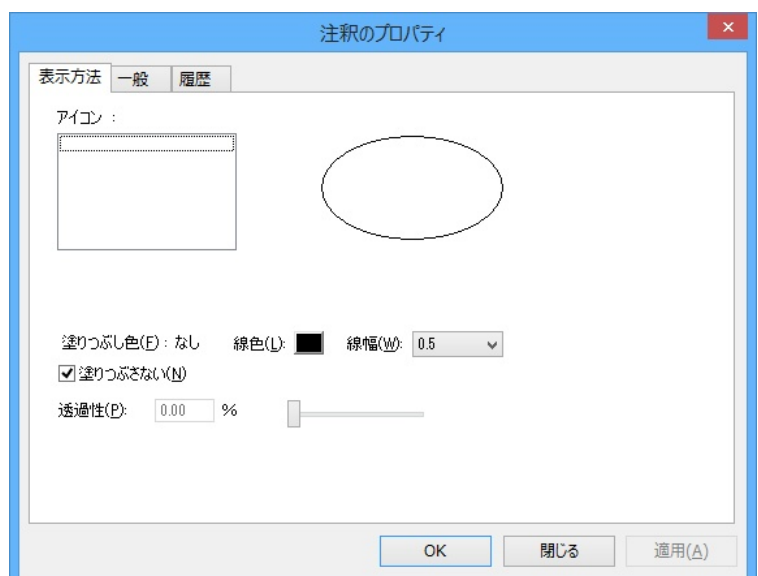 注釈のプロパティ
表示方法 一般 履歴
アイコン :
塗りつぶし色(F) : なし 線色(L): 線幅(W): 0.5
塗りつぶさない(N)
透過性(P): 0.00 %
OK 閉じる 適用(A)